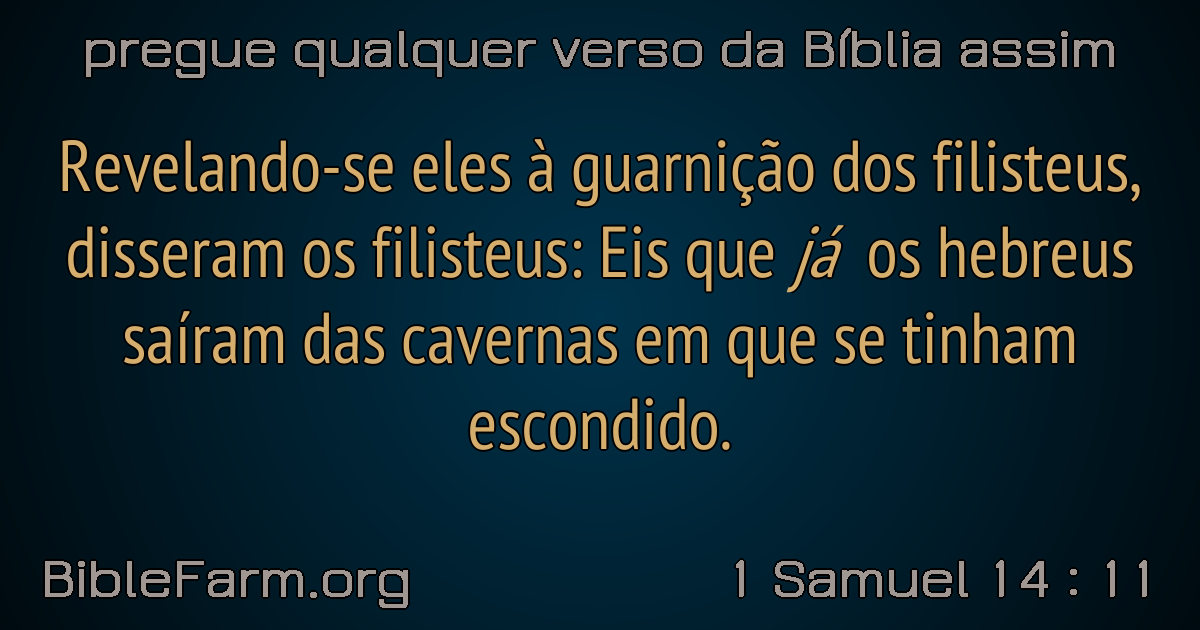 pregue qualquer verso da Bíblia assim
Revelando-se eles à guarnição dos filisteus,
disseram os filisteus: Eis que já os hebreus
saíram das cavernas em que se tinham
escondido.
BibleFarm.org
1 Samuel 14 : 11